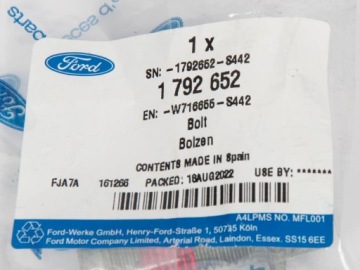 1 x
Ford
SN: -1792652-S442
1 792 652
EN: -W716655-S442
Bolt
Bolzen
CONTENTS MADE IN Spain
FJA7A 161266 PACKED: 18AUG2022 USE BY: *******
A4LPMS NO. MFL001
Ford-Werke GmbH, Henry-Ford-Straße 1, 50735 Köln
Ford Motor Company Limited, Arterial Road, Laindon, Essex. SS15 6EE